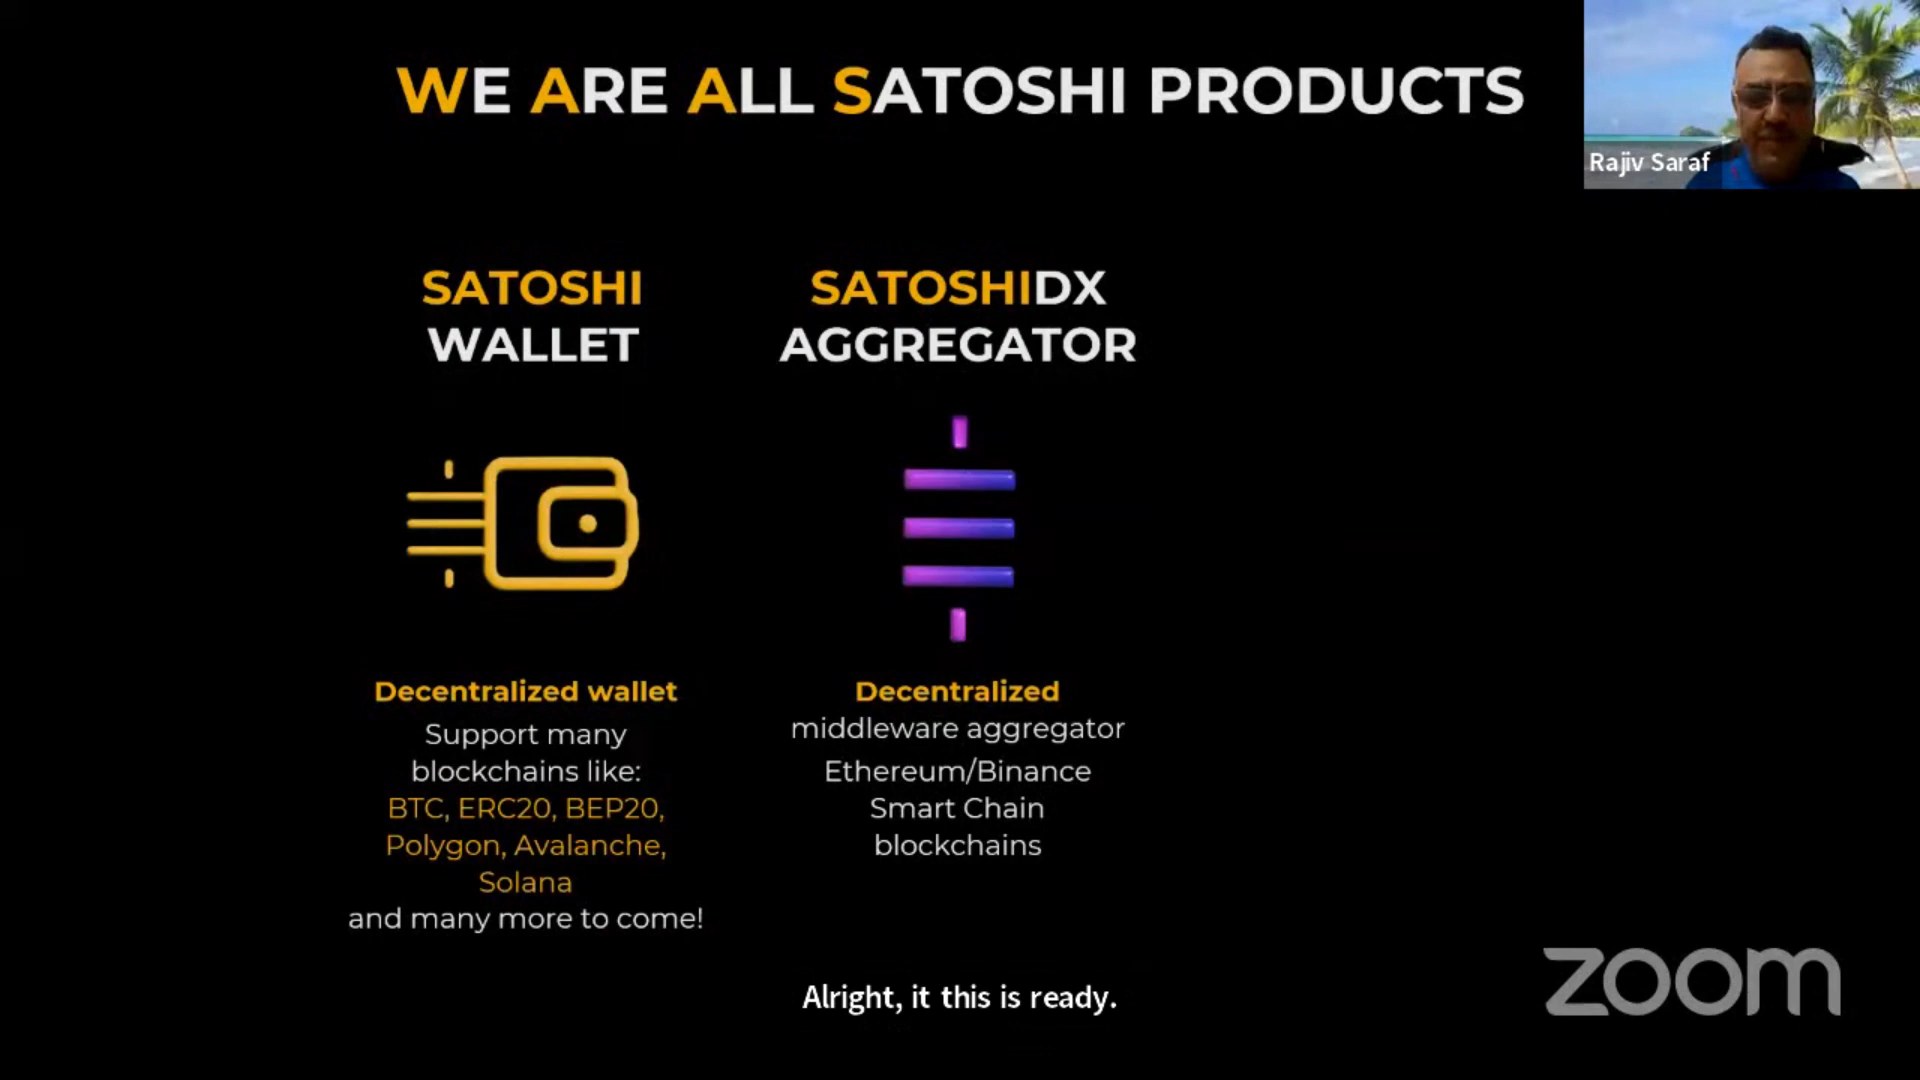 WE ARE ALL SATOSHI PRODUCTS
Rajiv Saraf
SATOSHI
WALLET
Decentralized wallet
Support many
blockchains like:
BTC, ERC20, BEP20,
Polygon, Avalanche,
Solana
and many more to come!
SATOSHIDX
AGGREGATOR
Decentralized
middleware aggregator
Ethereum/Binance
Smart Chain
blockchains
Alright, it this is ready.
zoom